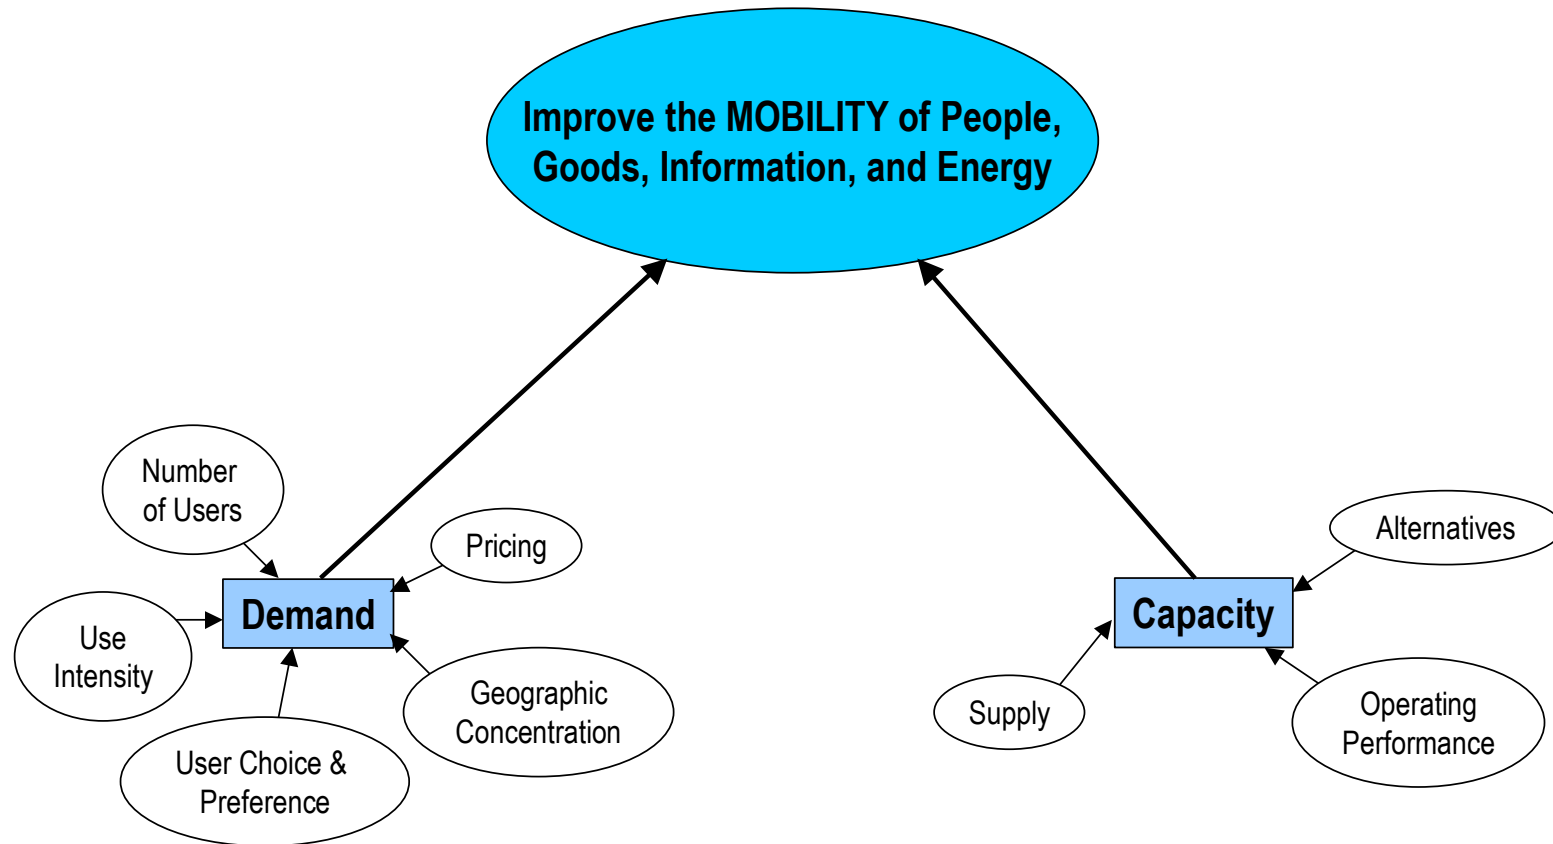 Improve the MOBILITY of People,
Goods, Information, and Energy
Number
of Users
Pricing
Demand
Use
Intensity
Geographic
Concentration
User Choice &
Preference
Alternatives
Capacity
Supply
Operating
Performance